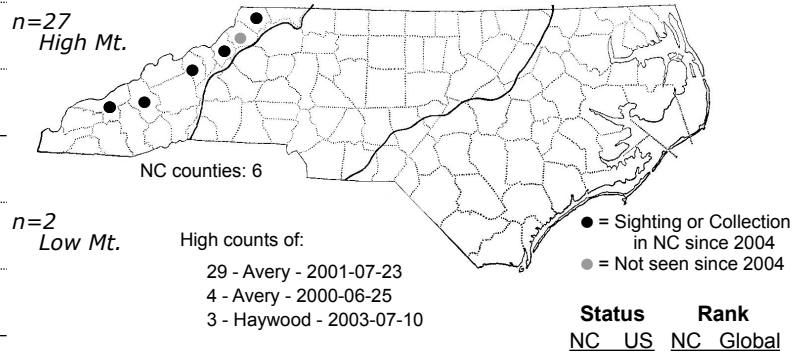 n=27
High Mt.
NC counties: 6
n=2
Low Mt.
High counts of:
29 - Avery - 2001-07-23
4 - Avery - 2000-06-25
3 - Haywood - 2003-07-10
● = Sighting or Collection
in NC since 2004
● = Not seen since 2004
Status Rank
NC US NC Global